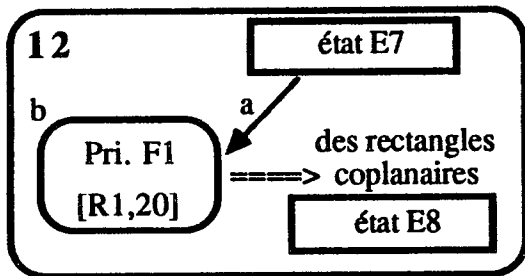 12
état E7
a
b
Pri. F1
[R1,20]
====>
des rectangles
coplanaires
état E8